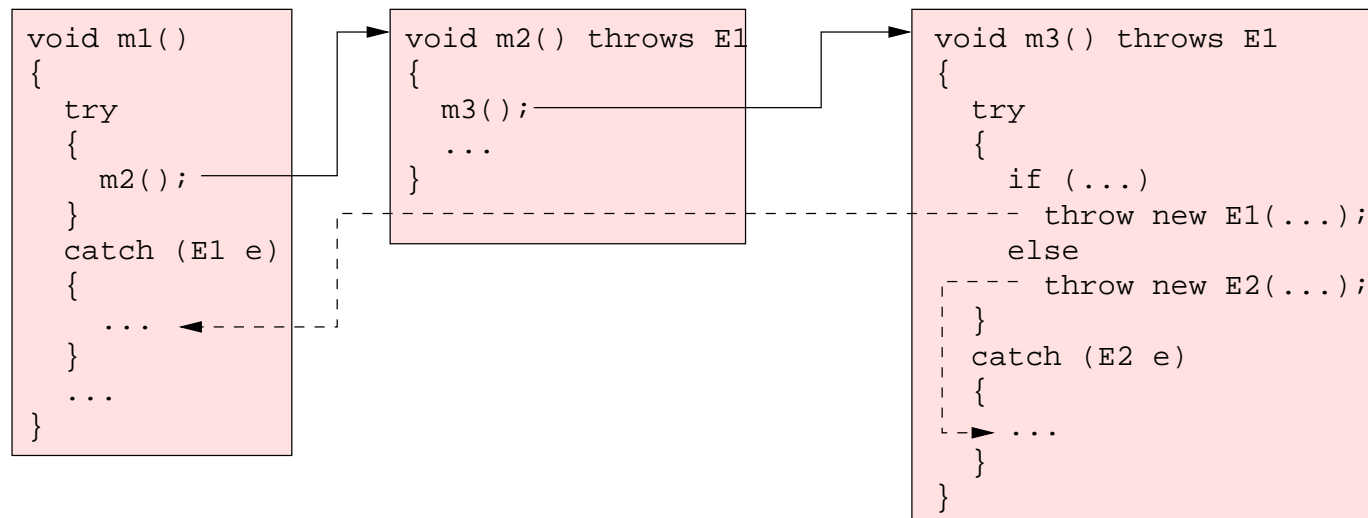 void m1()
{
try
{
m2();
}
catch (E1 e)
{
...
}
...
}
void m2() throws E1
{
m3();
...
}
void m3() throws E1
{
try
{
if (...)
throw new E1(...);
else
throw new E2(...);
}
catch (E2 e)
{
...
}
}